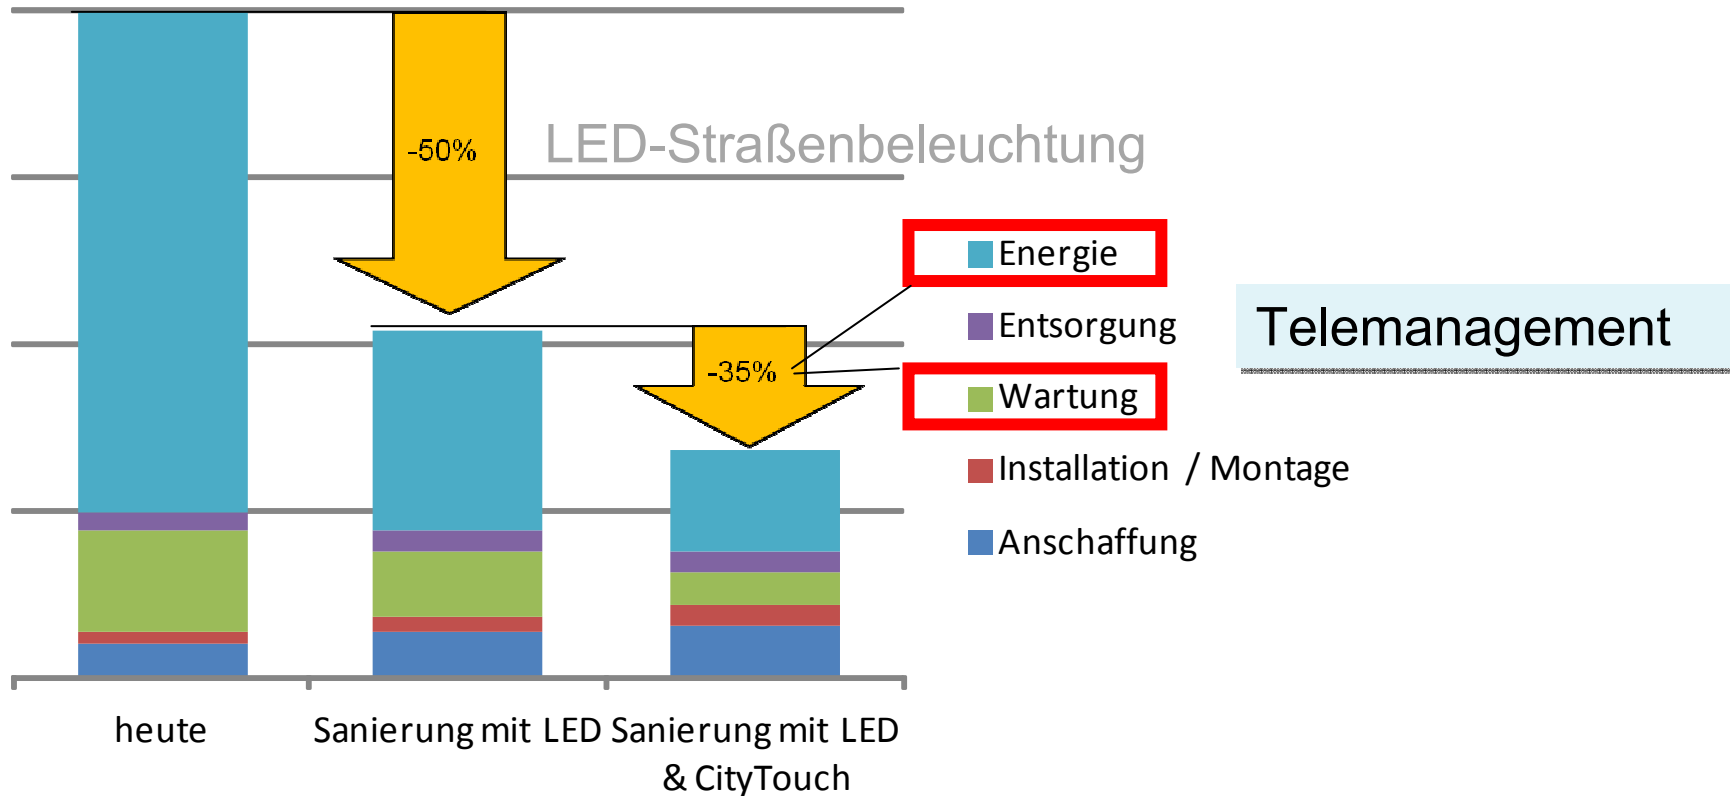 -50%
LED-Straßenbeleuchtung
Energie
Entsorgung
Telemanagement
-35%
Wartung
Installation / Montage
Anschaffung
heute
Sanierung mit LED
Sanierung mit LED
& CityTouch